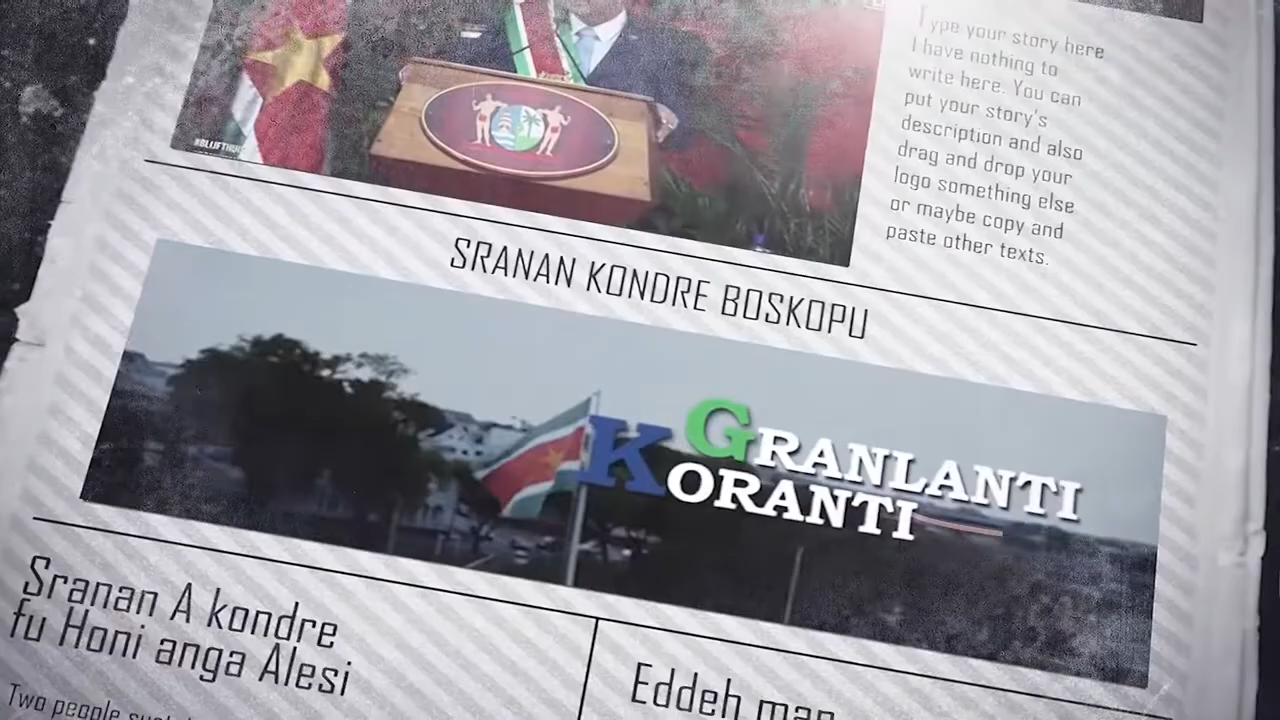 Type your story here
I have nothing to
write here. You can
put your story's
description and also
drag and drop your
logo something else
or maybe copy and
paste other texts.
SRANAN KONDRE BOSKOPU
GRANLANTI
KORANTI
Sranan A kondre
fu Honi anga Alesi
Eddeh man
Two people